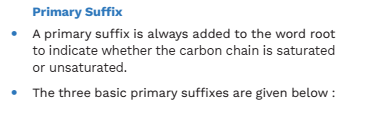 Primary Suffix
• A primary suffix is always added to the word root
to indicate whether the carbon chain is saturated
or unsaturated.
• The three basic primary suffixes are given below :